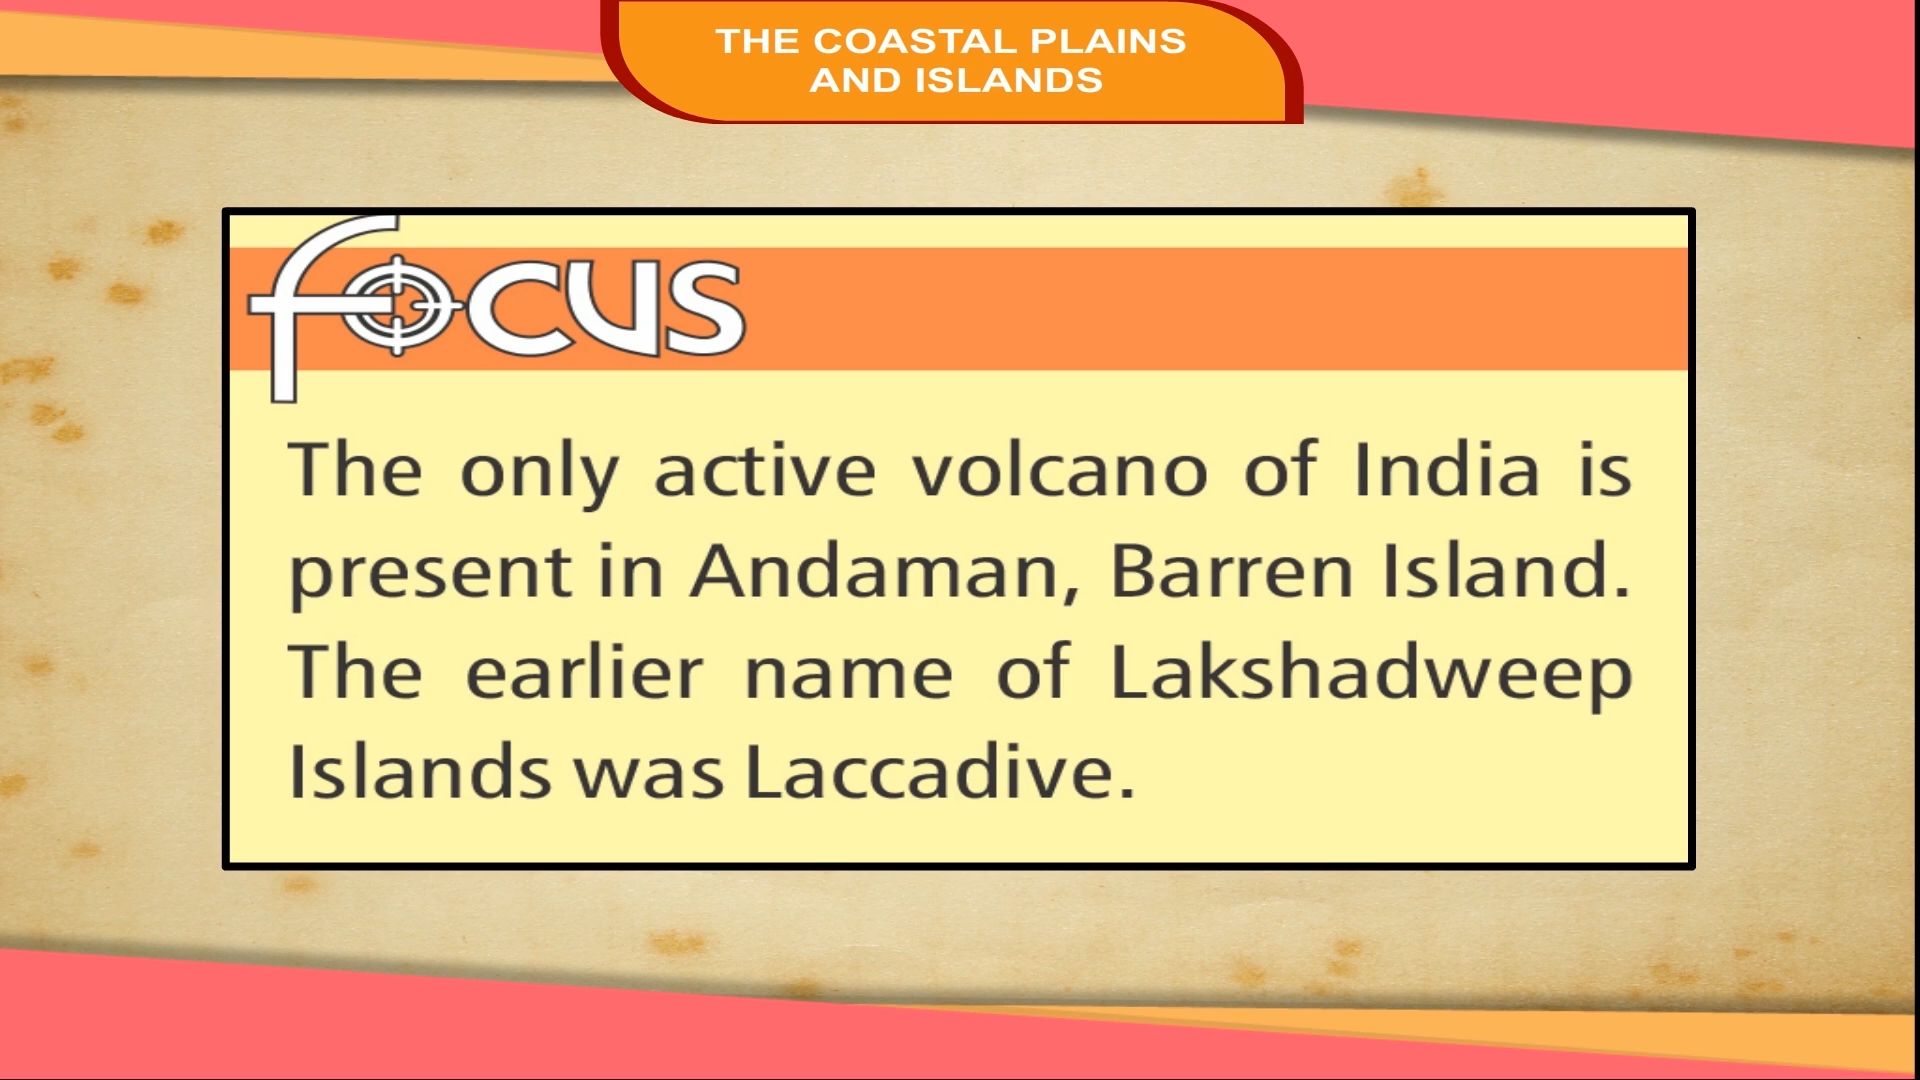 THE COASTAL PLAINS
AND ISLANDS
focus
The only active volcano of India is
present in Andaman, Barren Island.
The earlier name of Lakshadweep
Islands was Laccadive.